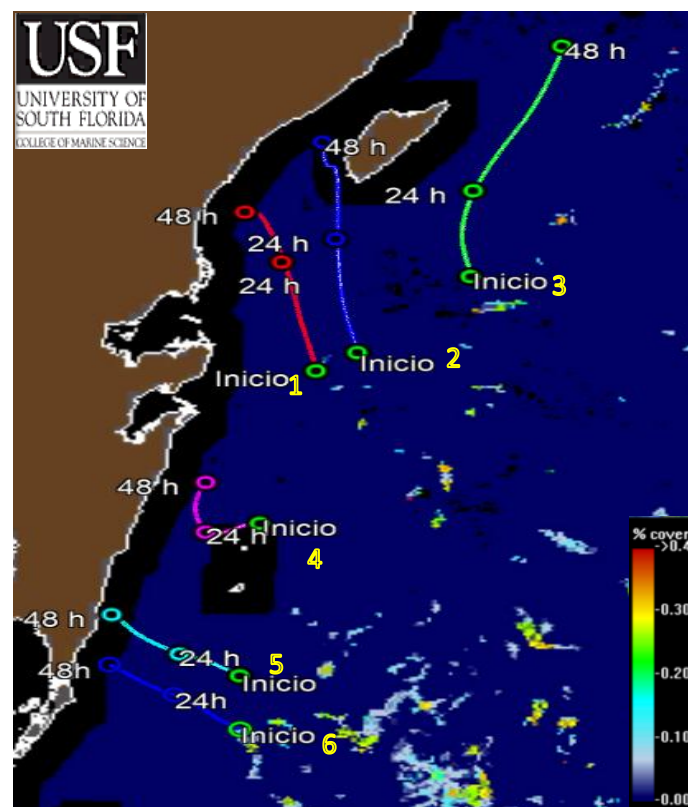 USF
UNIVERSITY OF
SOUTH FLORIDA
COLLEGE OF MARINE SCIENCE
48 h
48 h
24 h
48 h
24 h
24 h
Inicio 3
Inicio 2
Inicio 1
48 h
Inicio
24 h
4
% cover
->0.4
-0.30
-0.20
-0.10
-0.00
48 h
24 h
5
Inicio
48h
24h
Inicio 6